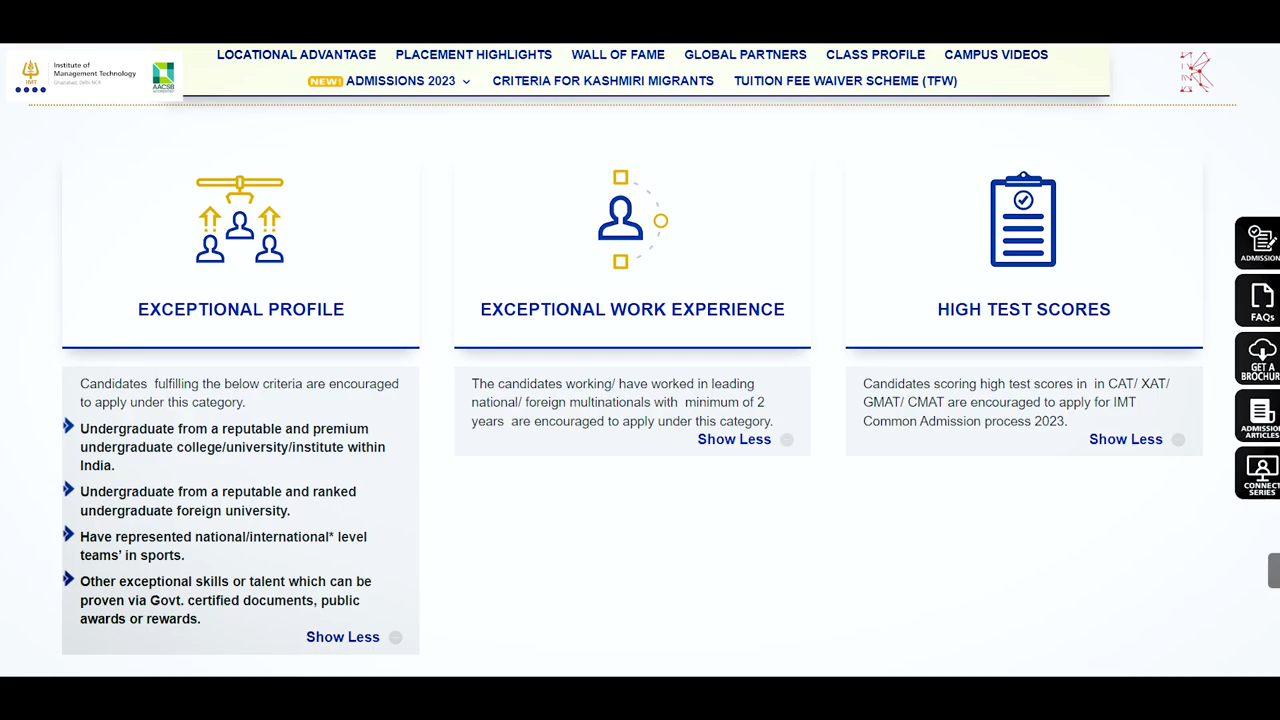 Institute of
Management Technology
Ghaziabad, Delhi NCR
IMT
AACSB
ACCREDITED
LOCATIONAL ADVANTAGE PLACEMENT HIGHLIGHTS WALL OF FAME GLOBAL PARTNERS CLASS PROFILE CAMPUS VIDEOS
NEW! ADMISSIONS 2023 CRITERIA FOR KASHMIRI MIGRANTS TUITION FEE WAIVER SCHEME (TFW)
EXCEPTIONAL PROFILE
Candidates fulfilling the below criteria are encouraged
to apply under this category.
Undergraduate from a reputable and premium
undergraduate college/university/institute within
India.
Undergraduate from a reputable and ranked
undergraduate foreign university.
Have represented national/international* level
teams’ in sports.
Other exceptional skills or talent which can be
proven via Govt. certified documents, public
awards or rewards.
Show Less
EXCEPTIONAL WORK EXPERIENCE
The candidates working/ have worked in leading
national/ foreign multinationals with minimum of 2
years are encouraged to apply under this category.
Show Less
HIGH TEST SCORES
Candidates scoring high test scores in in CAT/ XAT/
GMAT/ CMAT are encouraged to apply for IMT
Common Admission process 2023.
Show Less
ADMISSION
FAQs
GET A
BROCHUR
ADMISSION
ARTICLES
CONNECT
SERIES